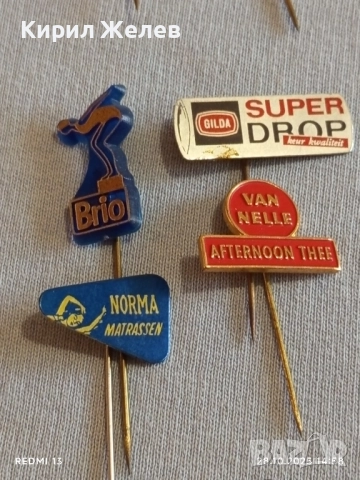 Кирил Желев
GILDA
SUPER
DROP
keur kwaliteit
Brio
VAN
NELLE
AFTERNOON THEE
NORMA
MATRASSEN
REDMI 13